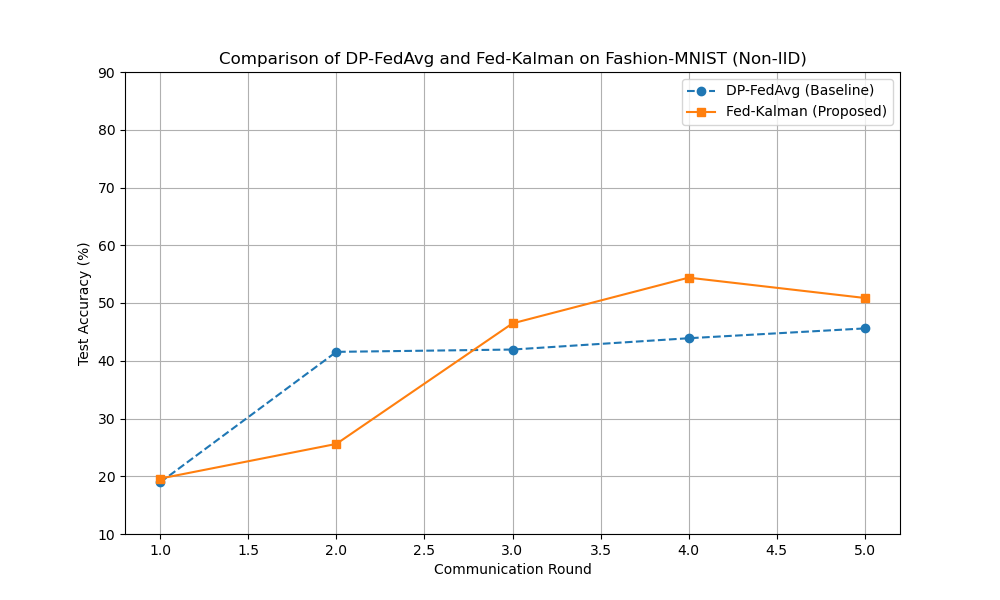 Comparison of DP-FedAvg and Fed-Kalman on Fashion-MNIST (Non-IID)
DP-FedAvg (Baseline)
Fed-Kalman (Proposed)
Test Accuracy (%)
90
80
70
60
50
40
30
20
10
1.0 1.5 2.0 2.5 3.0 3.5 4.0 4.5 5.0
Communication Round